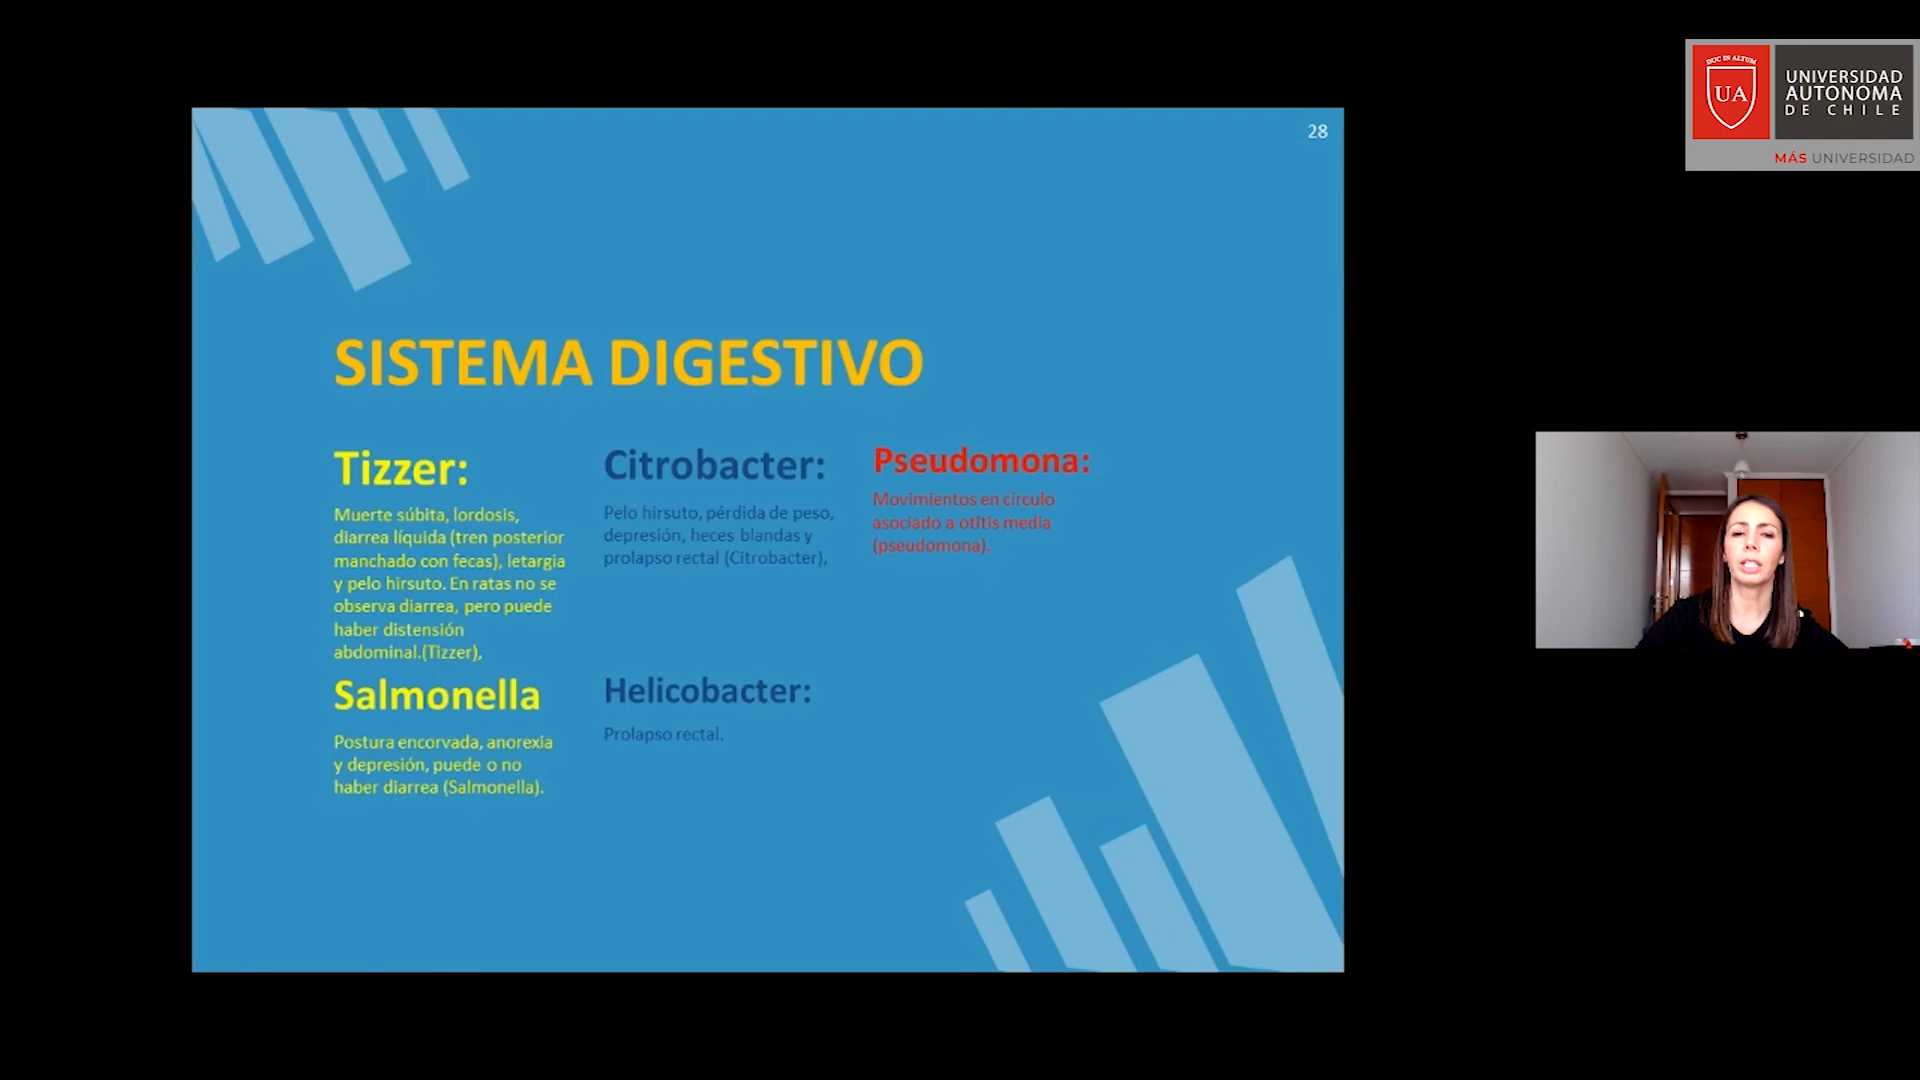 DOC IN ALTUM
UA
UNIVERSIDAD
AUTONOMA
DE CHILE
MÁS UNIVERSIDAD
28
SISTEMA DIGESTIVO
Tizzer:
Muerte súbita, lordosis,
diarrea líquida (tren posterior
manchado con fecas), letargia
y pelo hirsuto. En ratas no se
observa diarrea, pero puede
haber distensión
abdominal.(Tizzer),
Salmonella
Postura encorvada, anorexia
y depresión, puede o no
haber diarrea (Salmonella).
Citrobacter:
Pelo hirsuto, pérdida de peso,
depresión, heces blandas y
prolapso rectal (Citrobacter),
Helicobacter:
Prolapso rectal.
Pseudomona:
Movimientos en círculo
asociado a otitis media
(pseudomona).